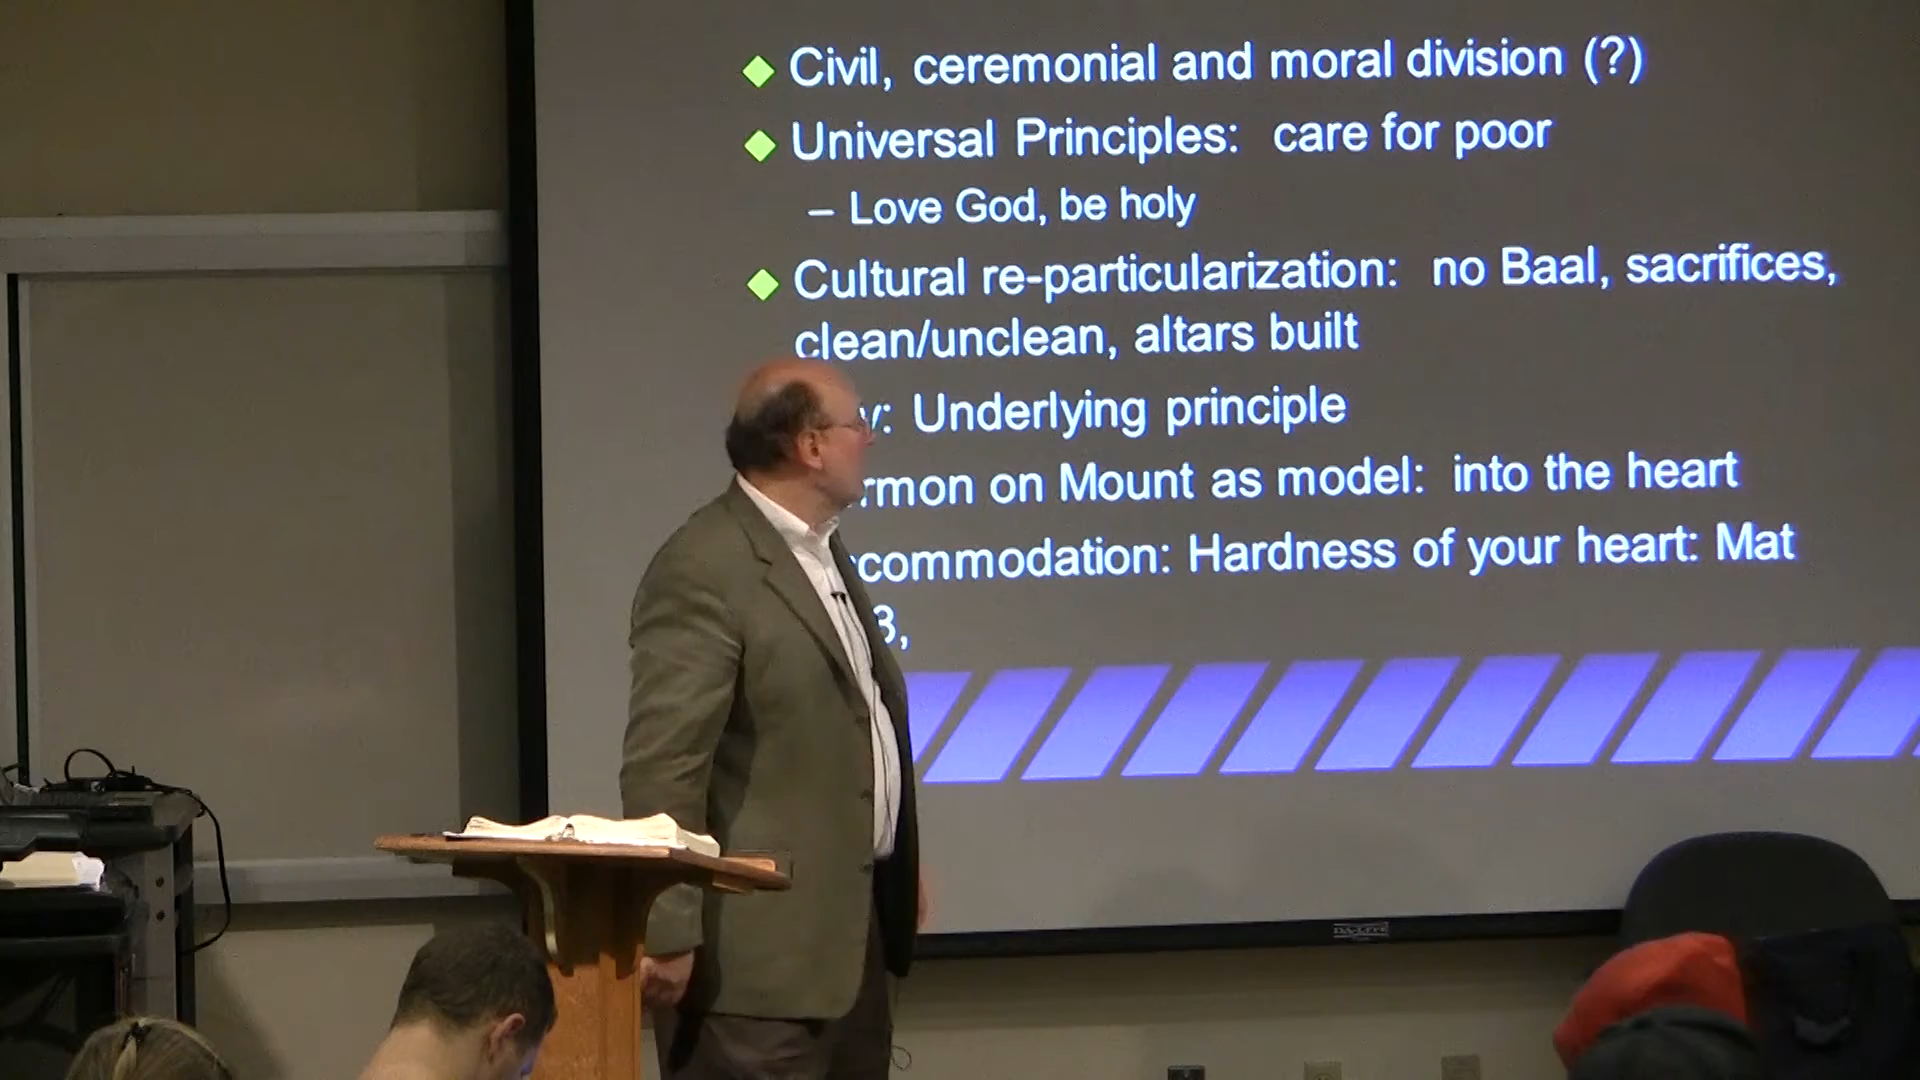 Civil, ceremonial and moral division (?)
Universal Principles: care for poor
– Love God, be holy
Cultural re-particularization: no Baal, sacrifices,
clean/unclean, altars built
: Underlying principle
on Mount as model: into the heart
Hardness of your heart: Mat
DA-LITE